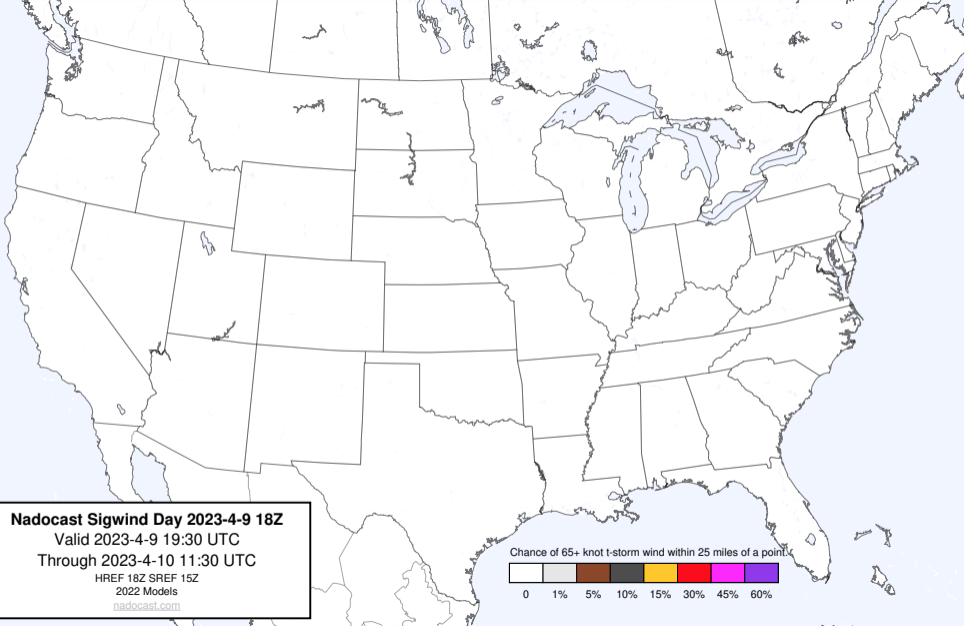 Nadocast Sigwind Day 2023-4-9 18Z
Valid 2023-4-9 19:30 UTC
Through 2023-4-10 11:30 UTC
HREF 18Z SREF 15Z
2022 Models
nadocast.com
Chance of 65+ knot t-storm wind within 25 miles of a point.
0 1% 5% 10% 15% 30% 45% 60%